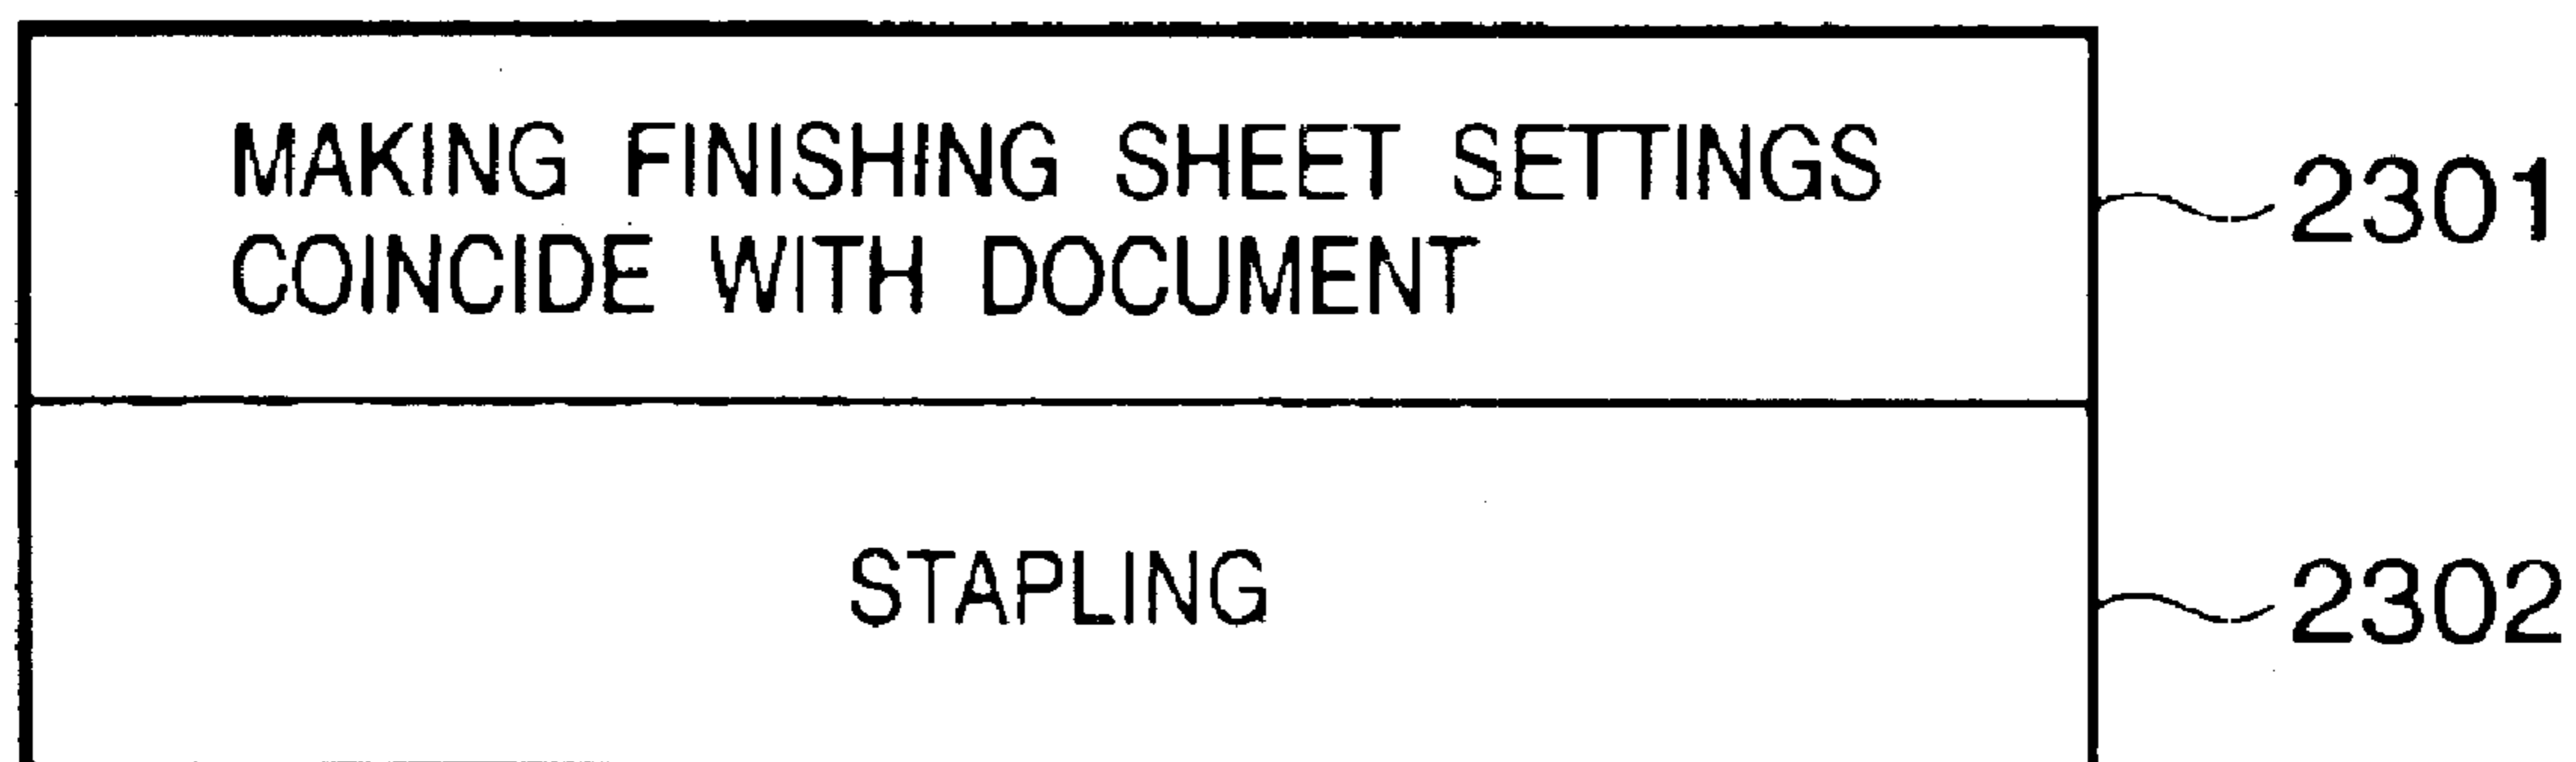 MAKING FINISHING SHEET SETTINGS
COINCIDE WITH DOCUMENT
2301
STAPLING
2302